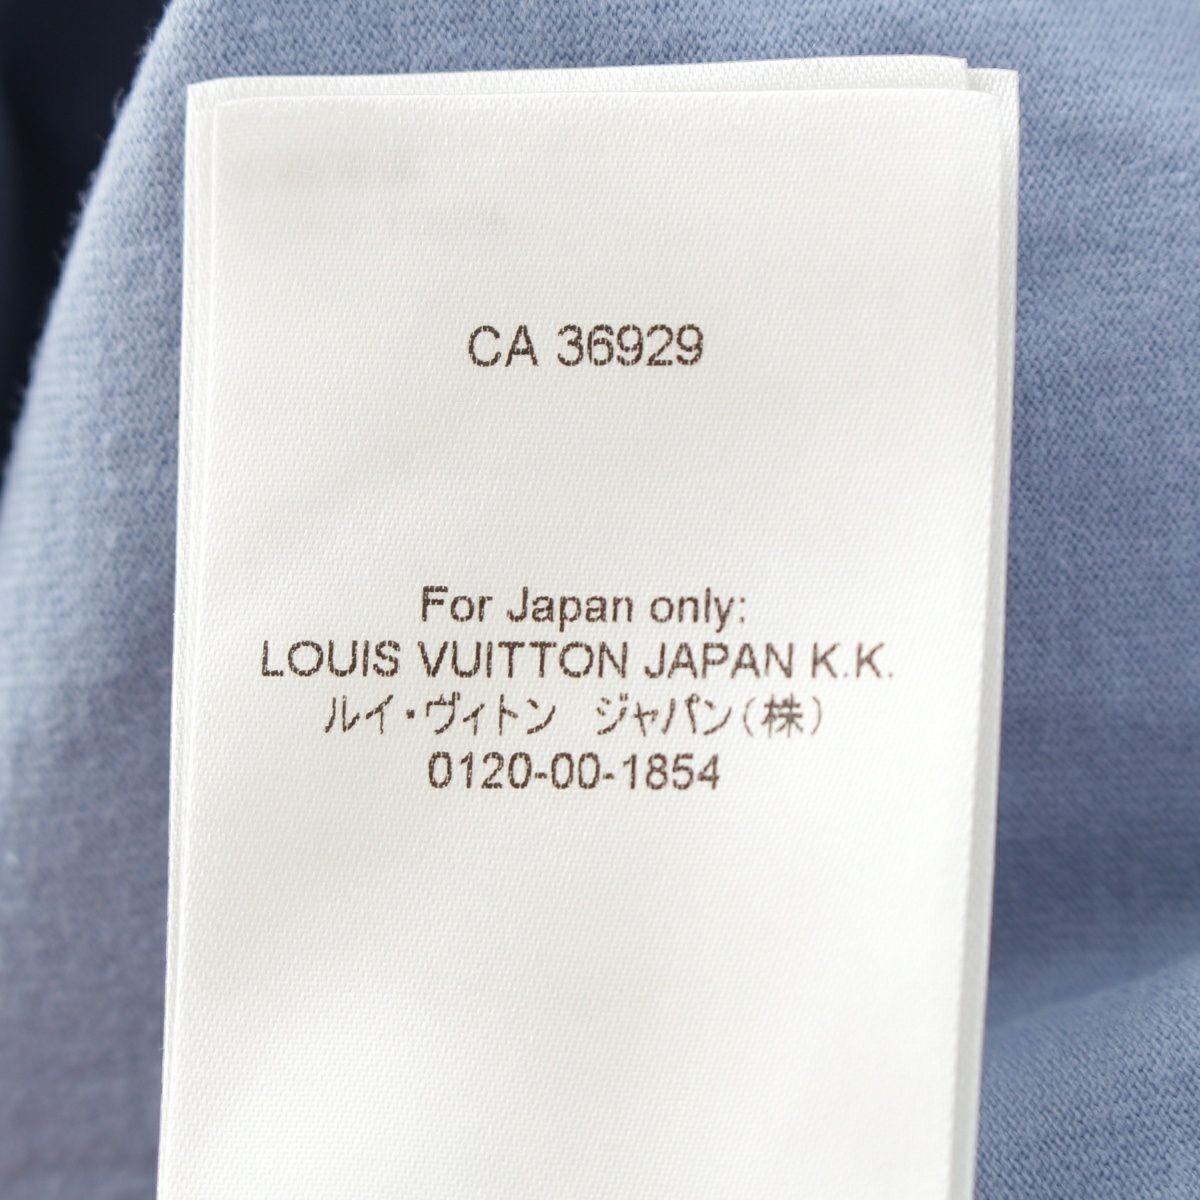 CA 36929
For Japan only:
LOUIS VUITTON JAPAN K.K.
ルイ・ヴィトン　ジャパン(株)
0120-00-1854